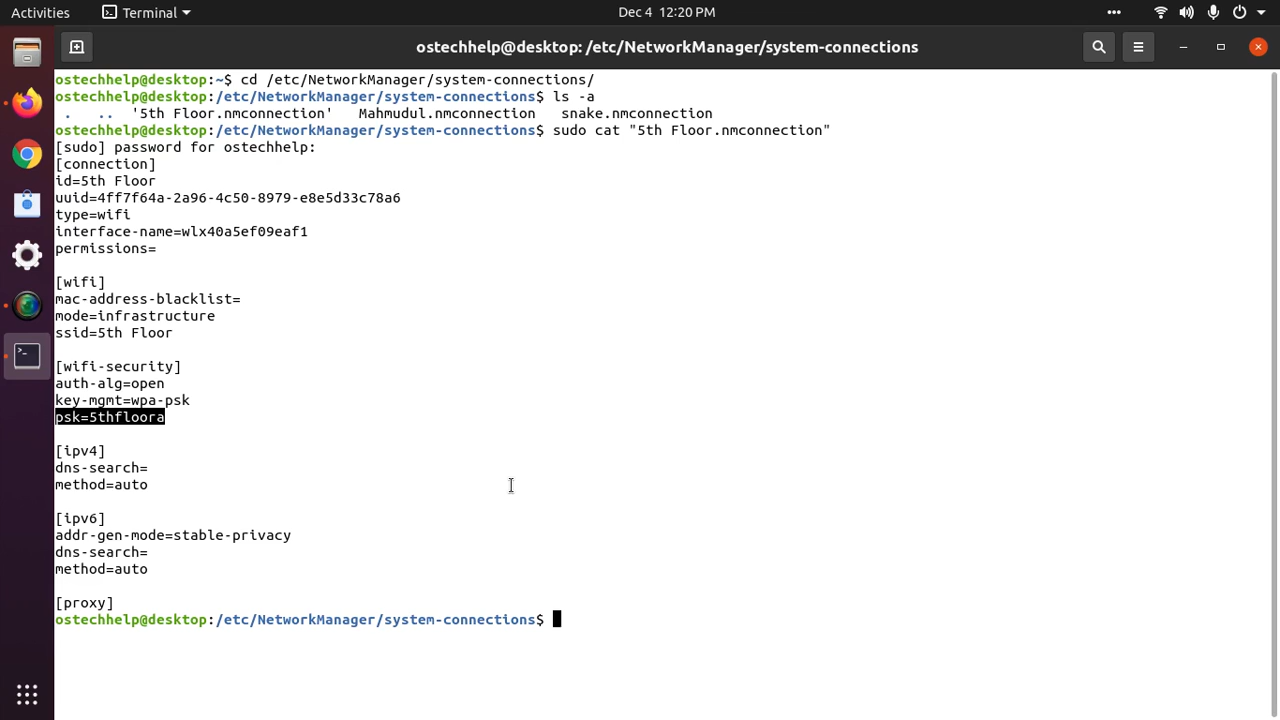 Activities Terminal Dec 4 12:20 PM
ostechhelp@desktop: /etc/NetworkManager/system-connections
ostechhelp@desktop:~$ cd /etc/NetworkManager/system-connections/
ostechhelp@desktop:/etc/NetworkManager/system-connections$ ls -a
. .. '5th Floor.nmconnection' Mahmudul.nmconnection snake.nmconnection
ostechhelp@desktop:/etc/NetworkManager/system-connections$ sudo cat "5th Floor.nmconnection"
[sudo] password for ostechhelp:
[connection]
id=5th Floor
uuid=4ff7f64a-2a96-4c50-8979-e8e5d33c78a6
type=wifi
interface-name=wlx40a5ef09eaf1
permissions=
[wifi]
mac-address-blacklist=
mode=infrastructure
ssid=5th Floor
[wifi-security]
auth-alg=open
key-mgmt=wpa-psk
psk=5thfloora
[ipv4]
dns-search=
method=auto
[ipv6]
addr-gen-mode=stable-privacy
dns-search=
method=auto
[proxy]
ostechhelp@desktop:/etc/NetworkManager/system-connections$